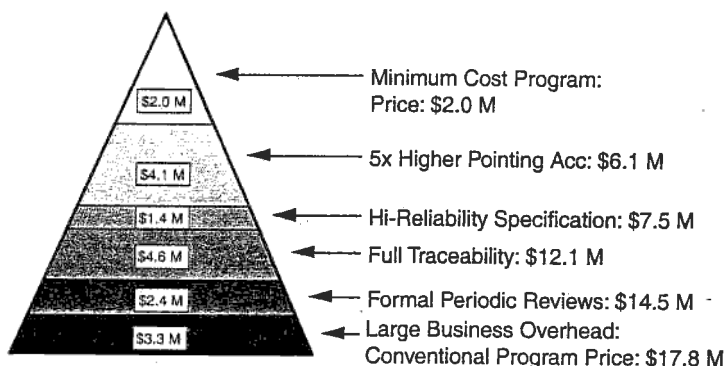 $2.0 M
Minimum Cost Program:
Price: $2.0 M
$4.1 M
5x Higher Pointing Acc: $6.1 M
$1.4 M
Hi-Reliability Specification: $7.5 M
$4.6 M
Full Traceability: $12.1 M
$2.4 M
Formal Periodic Reviews: $14.5 M
$3.3 M
Large Business Overhead:
Conventional Program Price: $17.8 M